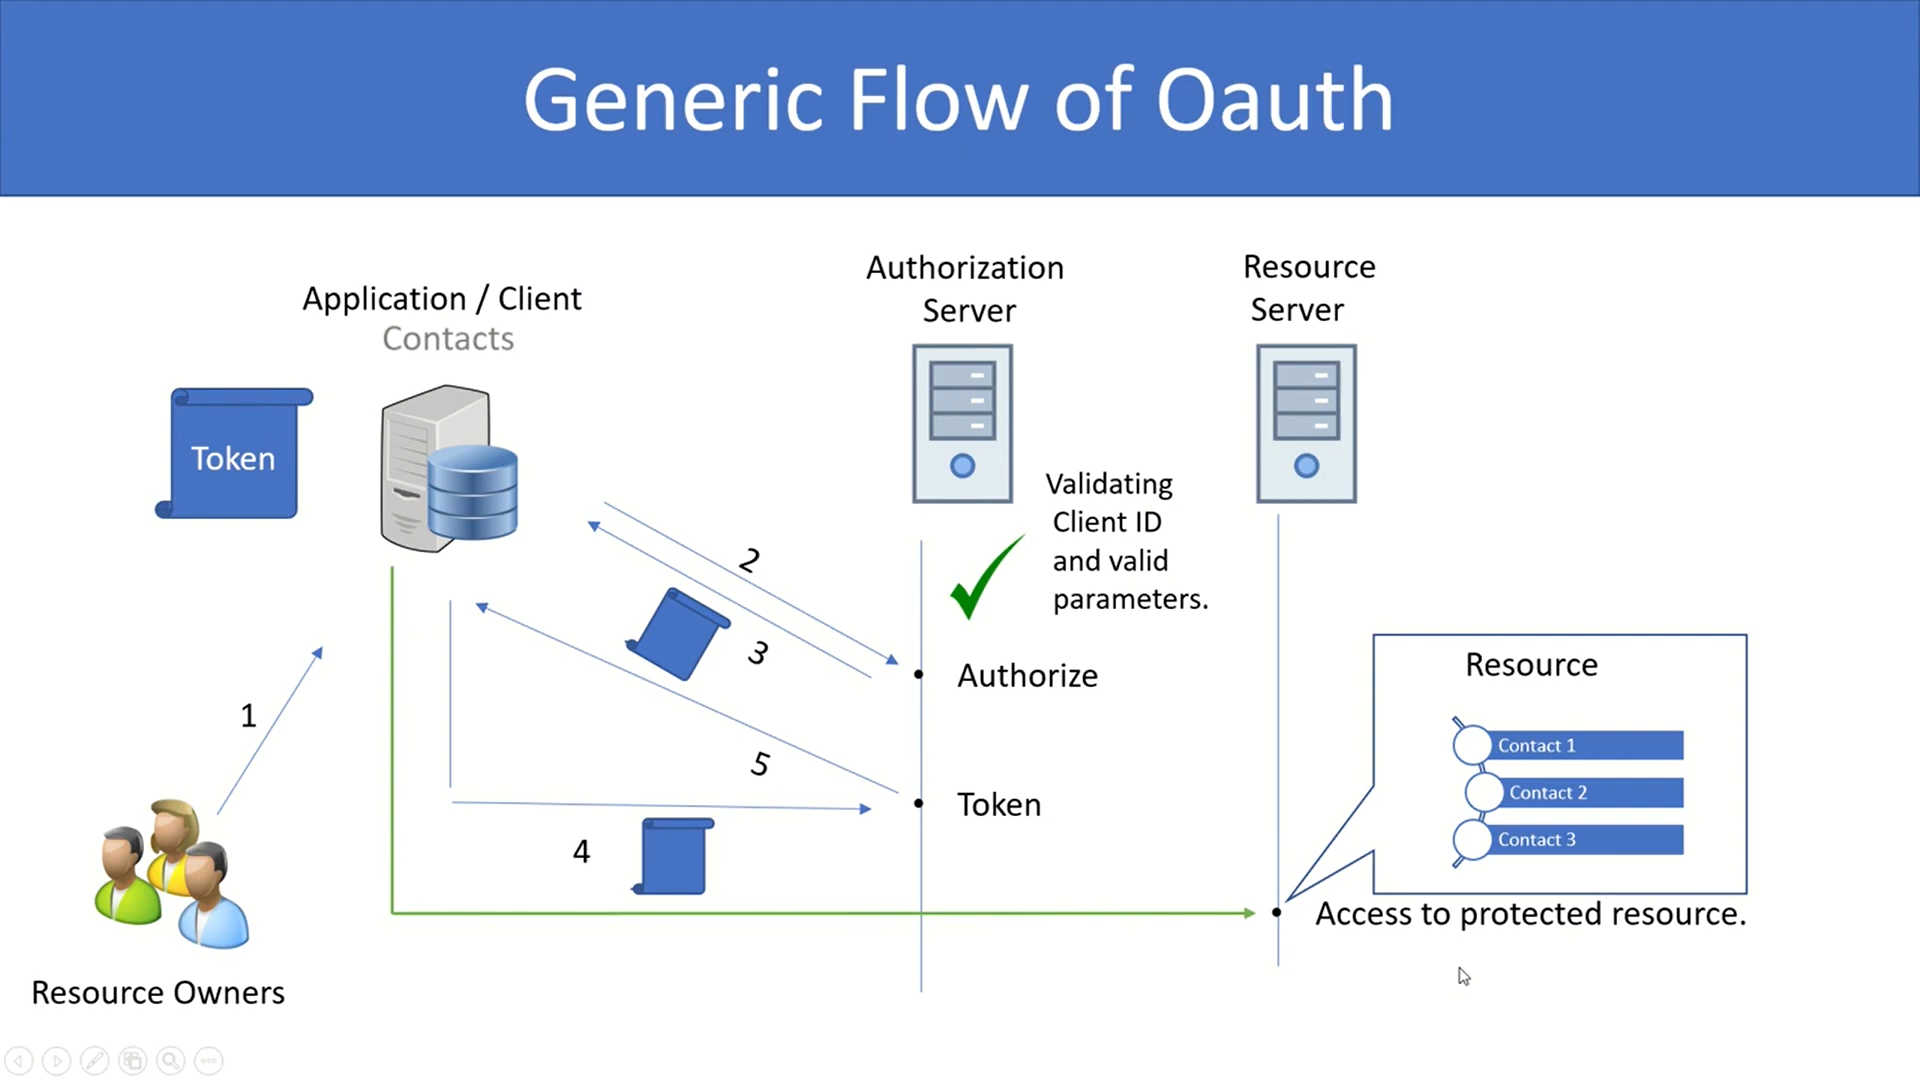 Generic Flow of Oauth
Application / Client
Contacts
Authorization
Server
Resource
Server
Token
Validating
Client ID
and valid
parameters.
2
3
Authorize
1
5
Token
4
Resource
Contact 1
Contact 2
Contact 3
Access to protected resource.
Resource Owners